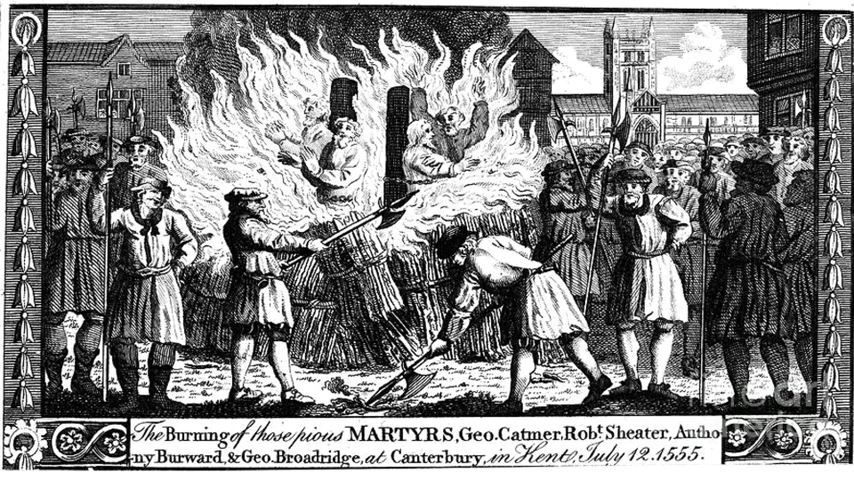 The Burning of those pious MARTYRS, Geo. Catmer, Robt. Sheater, Antho-
ny Burward, & Geo. Broadridge, at Canterbury, in Kent, July 12. 1555.